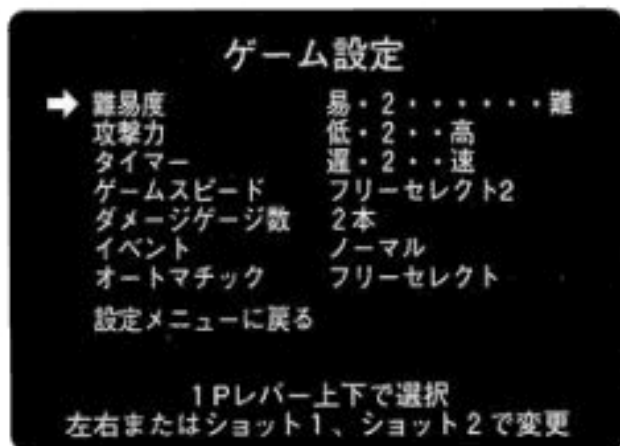 ゲーム設定
➡ 難易度 易・2・・・・・・難
攻撃力 低・2・・高
タイマー 遅・2・・速
ゲームスピード フリーセレクト2
ダメージゲージ数 2本
イベント ノーマル
オートマチック フリーセレクト
設定メニューに戻る
1Pレバー上下で選択
左右またはショット1、ショット2で変更